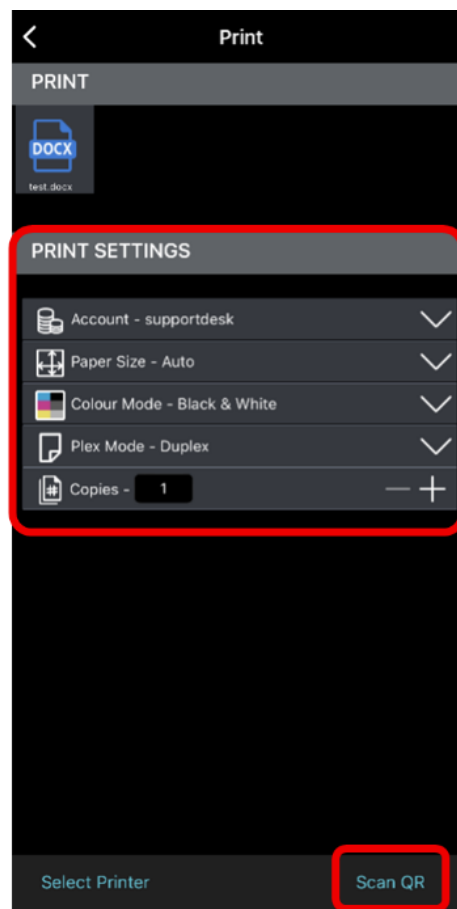 Print
PRINT
DOCX
test.docx
PRINT SETTINGS
Account - supportdesk
Paper Size - Auto
Colour Mode - Black & White
Plex Mode - Duplex
# Copies - 1
Select Printer Scan QR